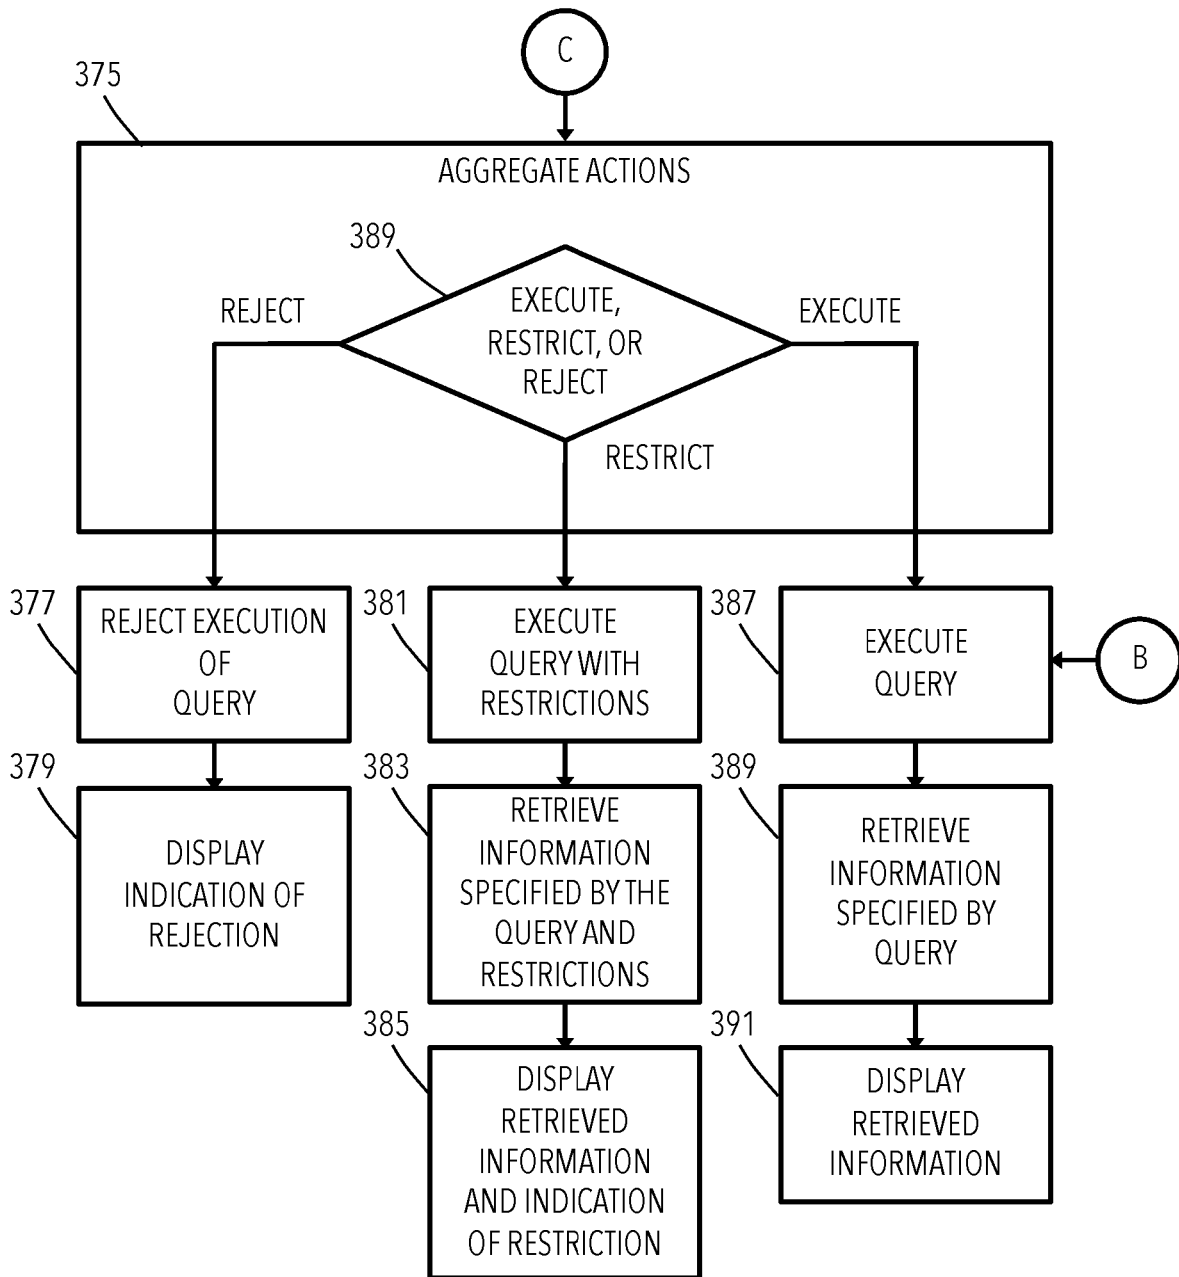 C
375
AGGREGATE ACTIONS
389
REJECT
EXECUTE,
RESTRICT, OR
REJECT
EXECUTE
RESTRICT
377
REJECT EXECUTION
OF
QUERY
381
EXECUTE
QUERY WITH
RESTRICTIONS
387
EXECUTE
QUERY
B
379
DISPLAY
INDICATION OF
REJECTION
383
RETRIEVE
INFORMATION
SPECIFIED BY THE
QUERY AND
RESTRICTIONS
389
RETRIEVE
INFORMATION
SPECIFIED BY
QUERY
385
DISPLAY
RETRIEVED
INFORMATION
AND INDICATION
OF RESTRICTION
391
DISPLAY
RETRIEVED
INFORMATION